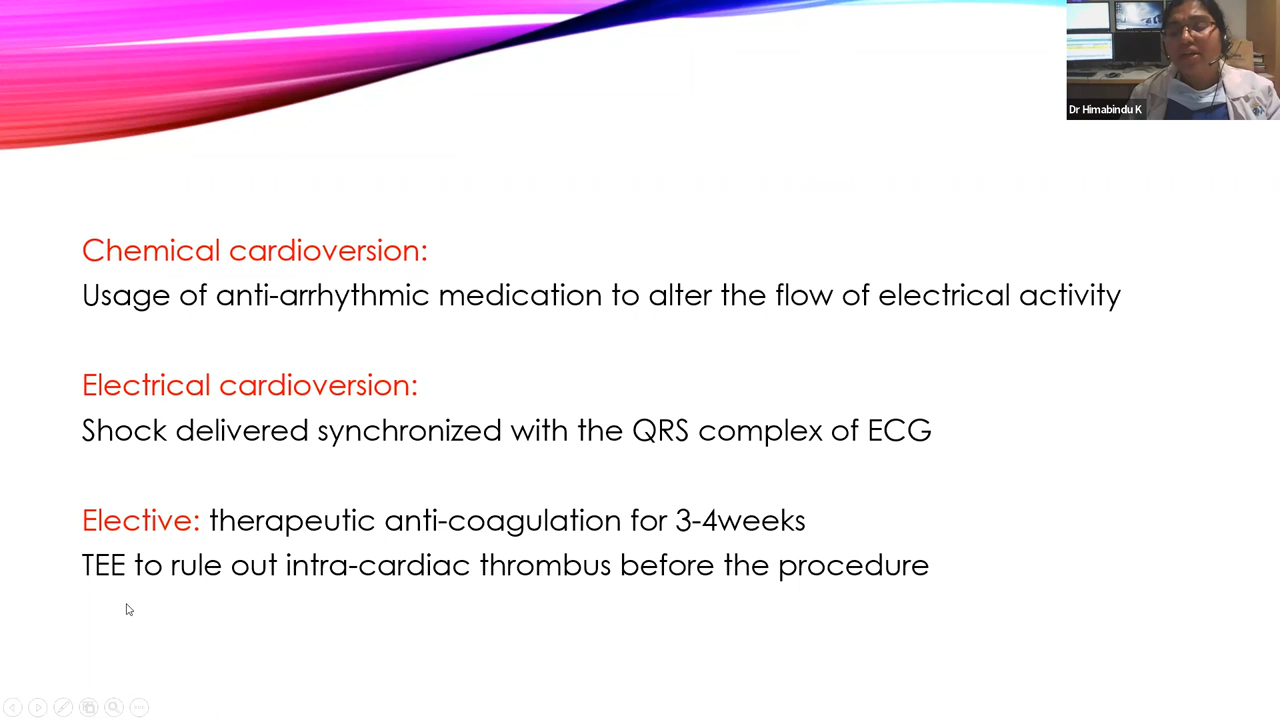 Dr Himabindu K
Chemical cardioversion:
Usage of anti-arrhythmic medication to alter the flow of electrical activity
Electrical cardioversion:
Shock delivered synchronized with the QRS complex of ECG
Elective: therapeutic anti-coagulation for 3-4weeks
TEE to rule out intra-cardiac thrombus before the procedure